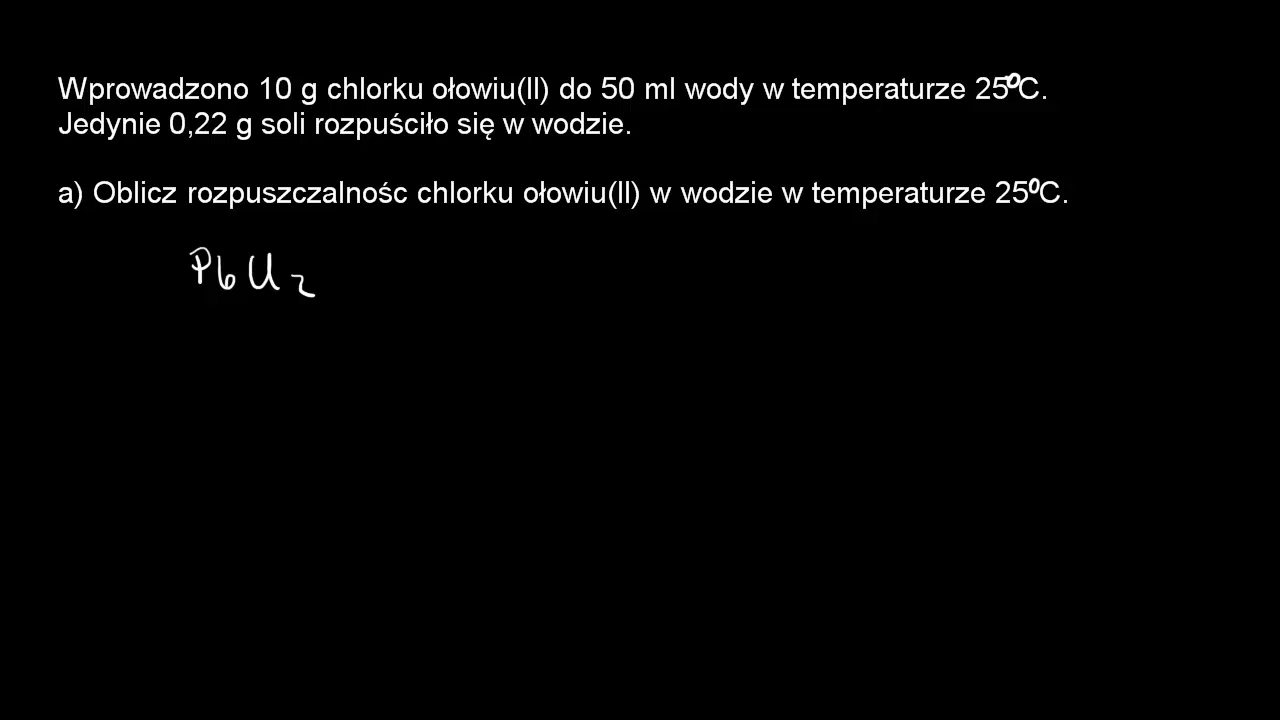 Wprowadzono 10 g chlorku ołowiu(II) do 50 ml wody w temperaturze 25⁰C.
Jedynie 0,22 g soli rozpuściło się w wodzie.
a) Oblicz rozpuszczalnośc chlorku ołowiu(II) w wodzie w temperaturze 25⁰C.
PbCl₂